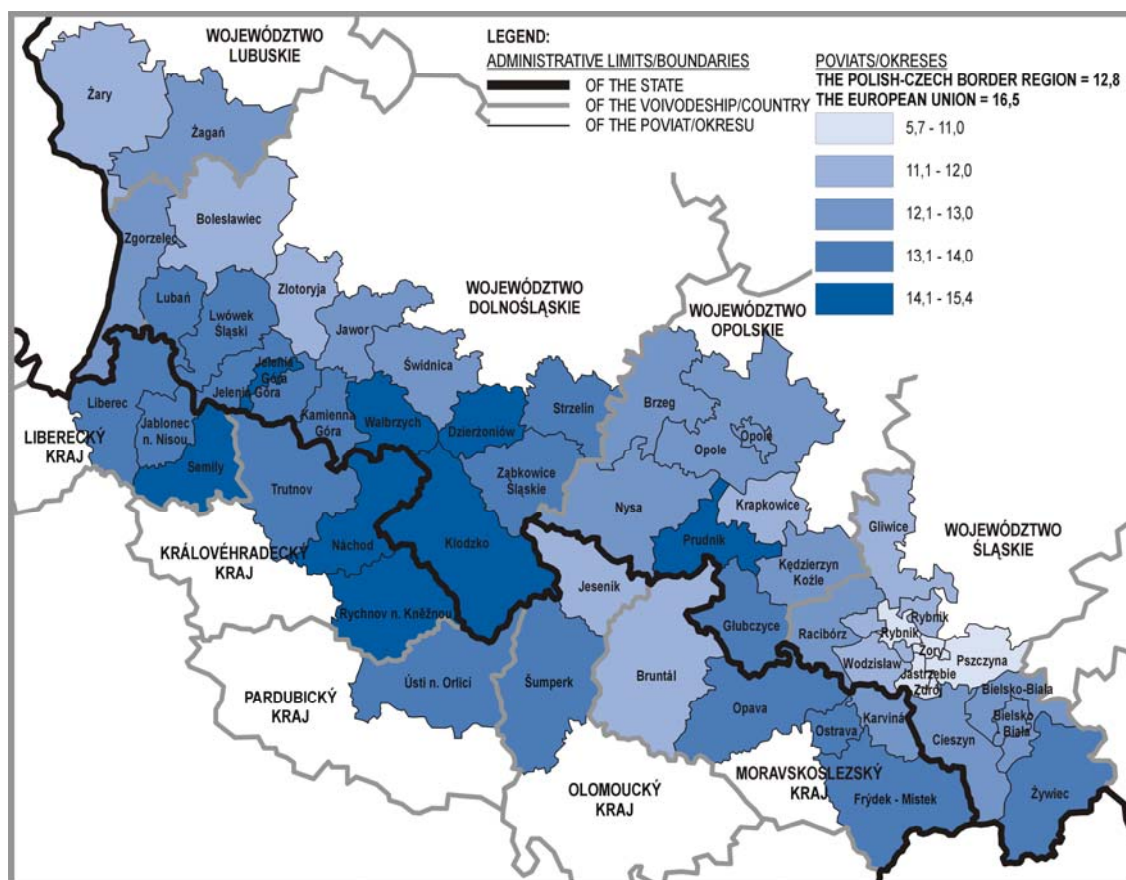 WOJEWÓDZTWO
LUBUSKIE
LEGEND:
ADMINISTRATIVE LIMITS/BOUNDARIES
OF THE STATE
OF THE VOIVODESHIP/COUNTRY
OF THE POVIAT/OKRESU
POVIATS/OKRESES
THE POLISH-CZECH BORDER REGION = 12,8
THE EUROPEAN UNION = 16,5
5,7 - 11,0
11,1 - 12,0
12,1 - 13,0
13,1 - 14,0
14,1 - 15,4
Żary
Żagań
Bolesławiec
Zgorzelec
Zlotoryja
Lubań
Lwówek
Śląski
WOJEWÓDZTWO
DOLNOŚLĄSKIE
WOJEWÓDZTWO
OPOLSKIE
Jawor
Świdnica
Jelenia
Góra
Jelenia Góra
Kamienna
Góra
Wałbrzych
Dzierżoniów
Strzelin
Brzeg
Opole
Opole
Liberec
Jablonec
n. Nisou
LIBERECKÝ
KRAJ
Semily
Trutnov
Ząbkowice
Śląskie
Nysa
Krapkowice
Gliwice
WOJEWÓDZTWO
ŚLĄSKIE
KRÁLOVÉHRADECKÝ
KRAJ
Náchod
Kłodzko
Prudnik
Kędzierzyn
Koźle
Jesenik
Rychnov n. Kněžnou
Głubczyce
Racibórz
Rybnik
Rybnik
Żory
Pszczyna
Wodzisław
Jastrzębie
Zdrój
PARDUBICKÝ
KRAJ
Ústi n. Orlici
Šumperk
Bruntál
Opava
Ostrava
Karviná
Cieszyn
Bielsko-Biała
Bielsko
Biała
OLOMOUCKÝ
KRAJ
MORAVSKOSLEZSKÝ
KRAJ
Frýdek - Mistek
Żywiec